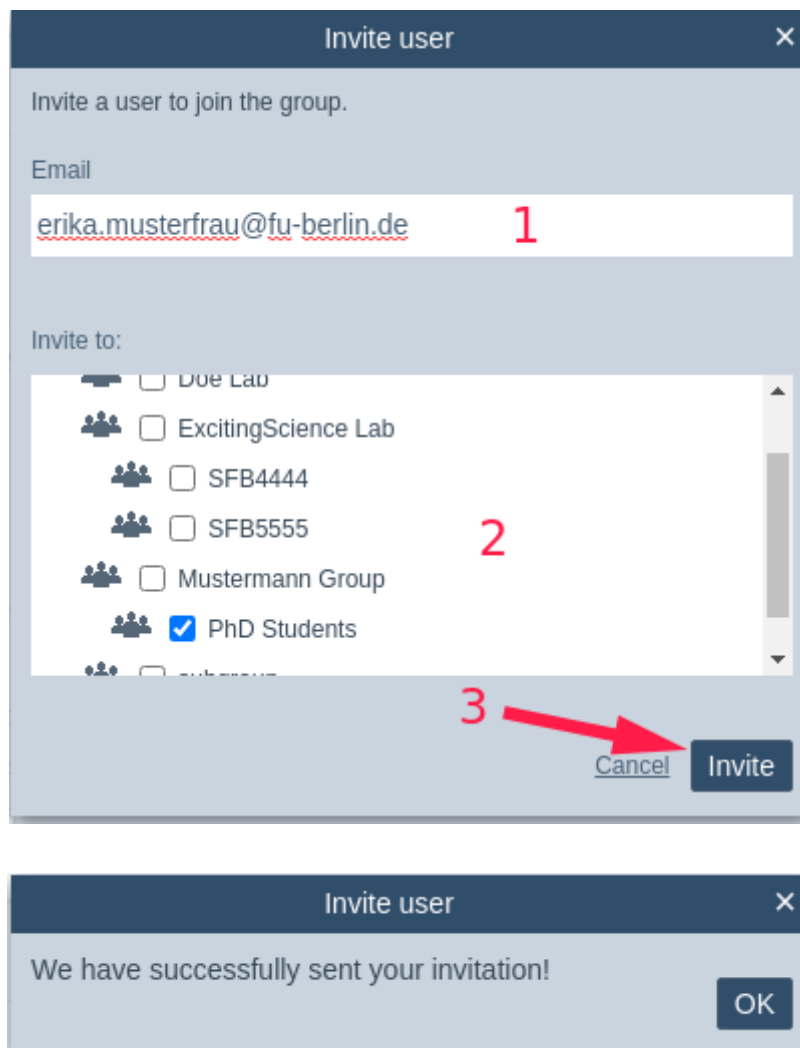 Invite user ×
Invite a user to join the group.
Email
erika.musterfrau@fu-berlin.de 1
Invite to:
Doe Lab
ExcitingScience Lab
SFB4444
SFB5555
2
Mustermann Group
PhD Students
3
Cancel Invite
Invite user ×
We have successfully sent your invitation!
OK